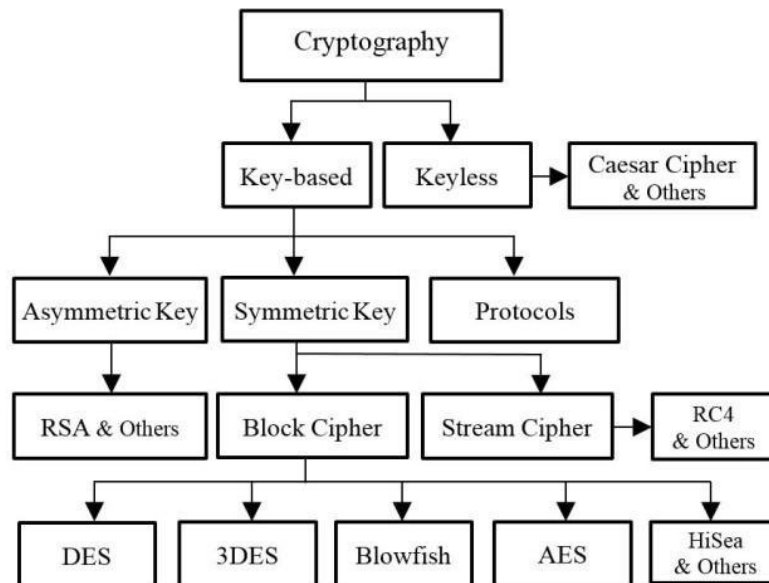 Cryptography
Key-based
Keyless
Caesar Cipher
& Others
Asymmetric Key
Symmetric Key
Protocols
RSA & Others
Block Cipher
Stream Cipher
RC4
& Others
DES
3DES
Blowfish
AES
HiSea
& Others